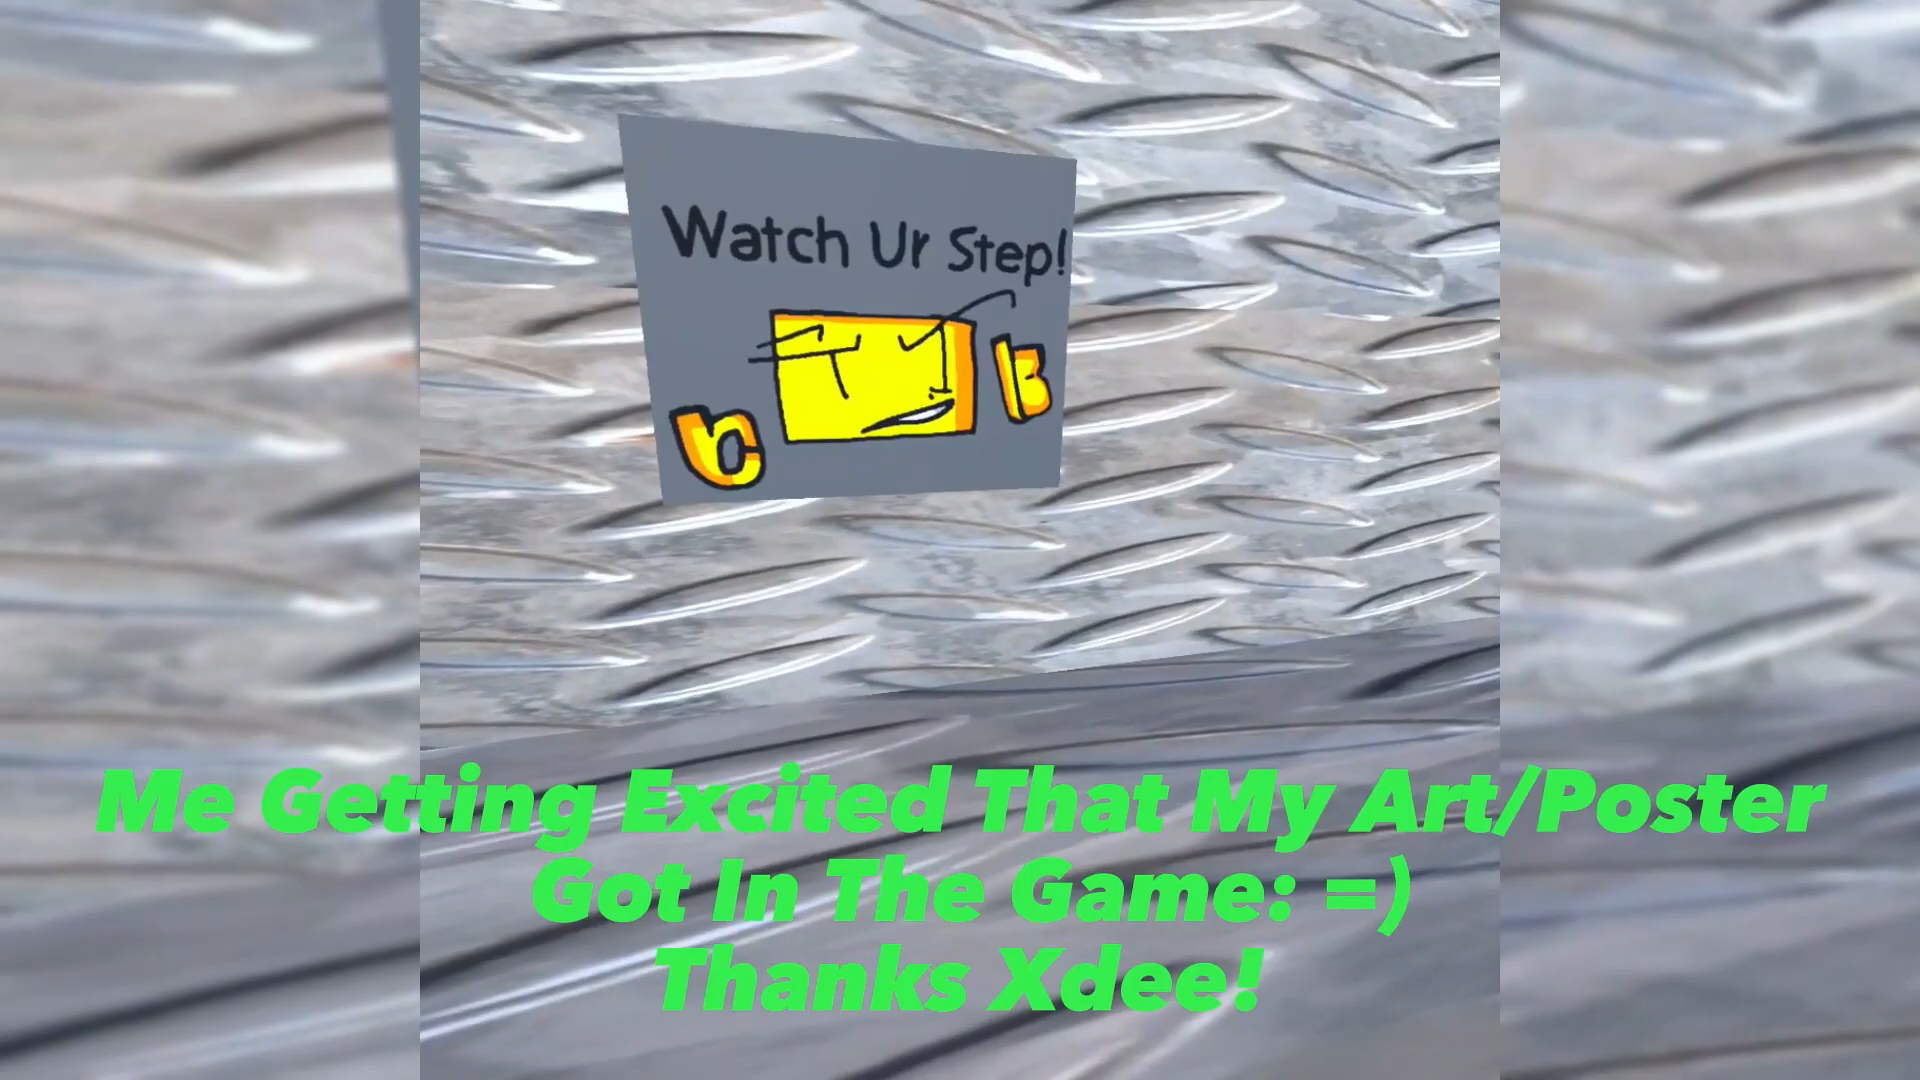 Watch Ur Step!
Me Getting Excited That My Art/Poster
Got In The Game: =)
Thanks Xdee!